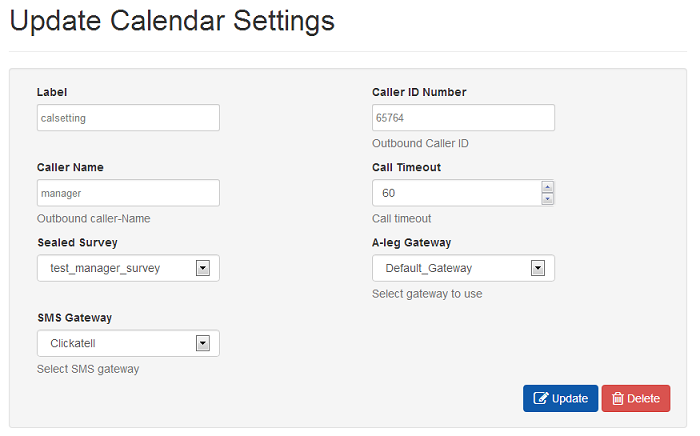 Update Calendar Settings
Label
Caller ID Number
calsetting
65764
Outbound Caller ID
Caller Name
Call Timeout
manager
60
Outbound caller-Name
Call timeout
Sealed Survey
A-leg Gateway
test_manager_survey
Default_Gateway
Select gateway to use
SMS Gateway
Clickatell
Select SMS gateway
Update
Delete